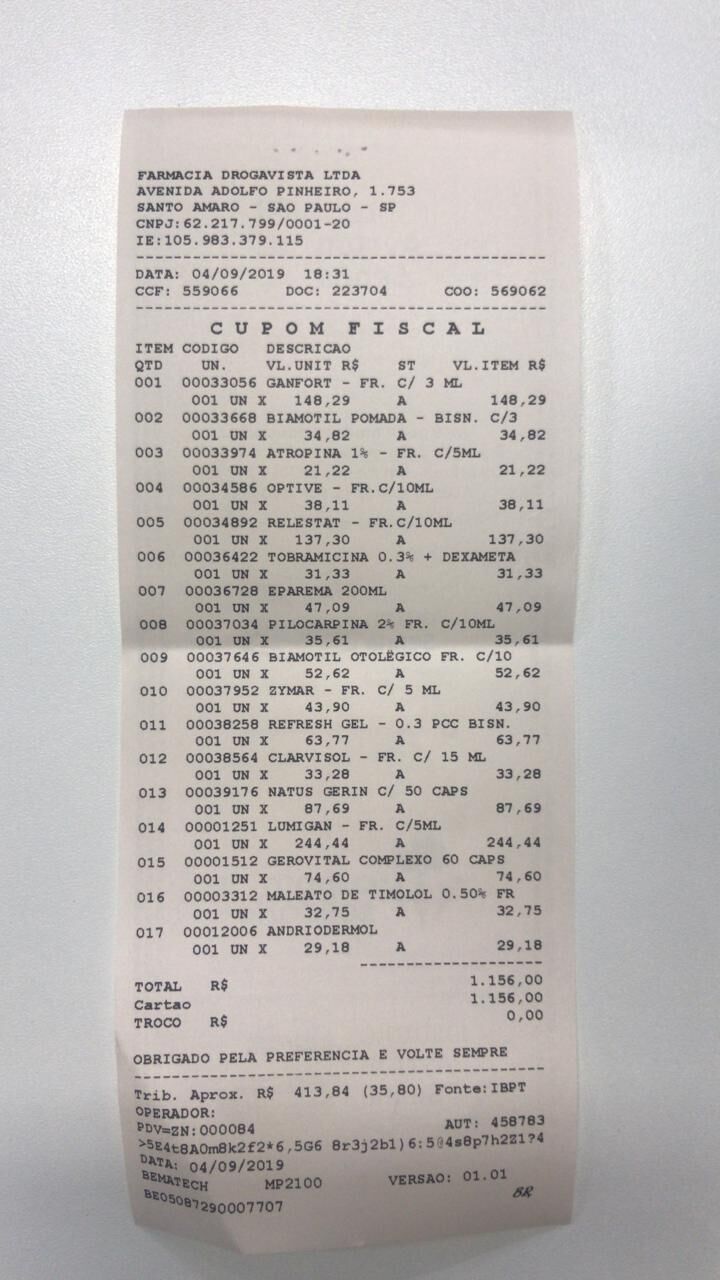 FARMACIA DROGAVISTA LTDA
AVENIDA ADOLFO PINHEIRO, 1.753
SANTO AMARO - SAO PAULO - SP
CNPJ:62.217.799/0001-20
IE:105.983.379.115
DATA: 04/09/2019 18:31
CCF: 559066 DOC: 223704 COO: 569062
CUPOM FISCAL
ITEM CODIGO DESCRICAO
QTD UN. VL.UNIT R$ ST VL.ITEM R$
001 00033056 GANFORT - FR. C/ 3 ML
001 UN X 148,29 A 148,29
002 00033668 BIAMOTIL POMADA - BISN. C/3
001 UN X 34,82 A 34,82
003 00033974 ATROPINA 1% - FR. C/5ML
001 UN X 21,22 A 21,22
004 00034586 OPTIVE - FR.C/10ML
001 UN X 38,11 A 38,11
005 00034892 RELESTAT - FR.C/10ML
001 UN X 137,30 A 137,30
006 00036422 TOBRAMICINA 0.3% + DEXAMETA
001 UN X 31,33 A 31,33
007 00036728 EPAREMA 200ML
001 UN X 47,09 A 47,09
008 00037034 PILOCARPINA 2% FR. C/10ML
001 UN X 35,61 A 35,61
009 00037646 BIAMOTIL OTOLËGICO FR. C/10
001 UN X 52,62 A 52,62
010 00037952 ZYMAR - FR. C/ 5 ML
001 UN X 43,90 A 43,90
011 00038258 REFRESH GEL - 0.3 PCC BISN.
001 UN X 63,77 A 63,77
012 00038564 CLARVISOL - FR. C/ 15 ML
001 UN X 33,28 A 33,28
013 00039176 NATUS GERIN C/ 50 CAPS
001 UN X 87,69 A 87,69
014 00001251 LUMIGAN - FR. C/5ML
001 UN X 244,44 A 244,44
015 00001512 GEROVITAL COMPLEXO 60 CAPS
001 UN X 74,60 A 74,60
016 00003312 MALEATO DE TIMOLOL 0.50% FR
001 UN X 32,75 A 32,75
017 00012006 ANDRIODERMOL
001 UN X 29,18 A 29,18
TOTAL R$ 1.156,00
Cartao 1.156,00
TROCO R$ 0,00
OBRIGADO PELA PREFERENCIA E VOLTE SEMPRE
Trib. Aprox. R$ 413,84 (35,80) Fonte:IBPT
OPERADOR:
PDV=ZN:000084 AUT: 458783
>5E4t8A0m8k2f2*6,5G6 8r3j2b1)6:5@4s8p7h2Z1?4
DATA: 04/09/2019
BEMATECH MP2100 VERSAO: 01.01
BE05087290007707 BR